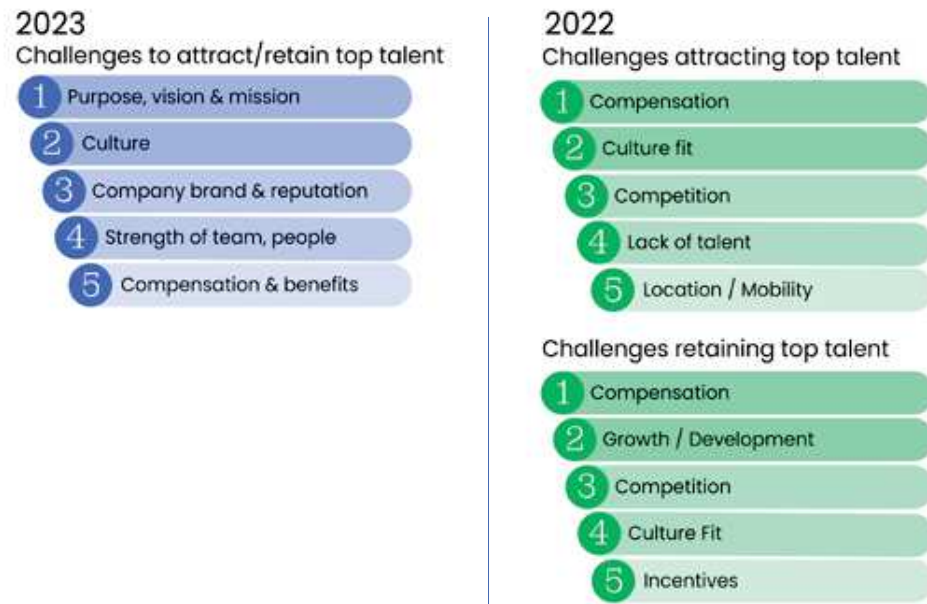 2023
Challenges to attract/retain top talent
1 Purpose, vision & mission
2 Culture
3 Company brand & reputation
4 Strength of team, people
5 Compensation & benefits
2022
Challenges attracting top talent
1 Compensation
2 Culture fit
3 Competition
4 Lack of talent
5 Location / Mobility
Challenges retaining top talent
1 Compensation
2 Growth / Development
3 Competition
4 Culture Fit
5 Incentives